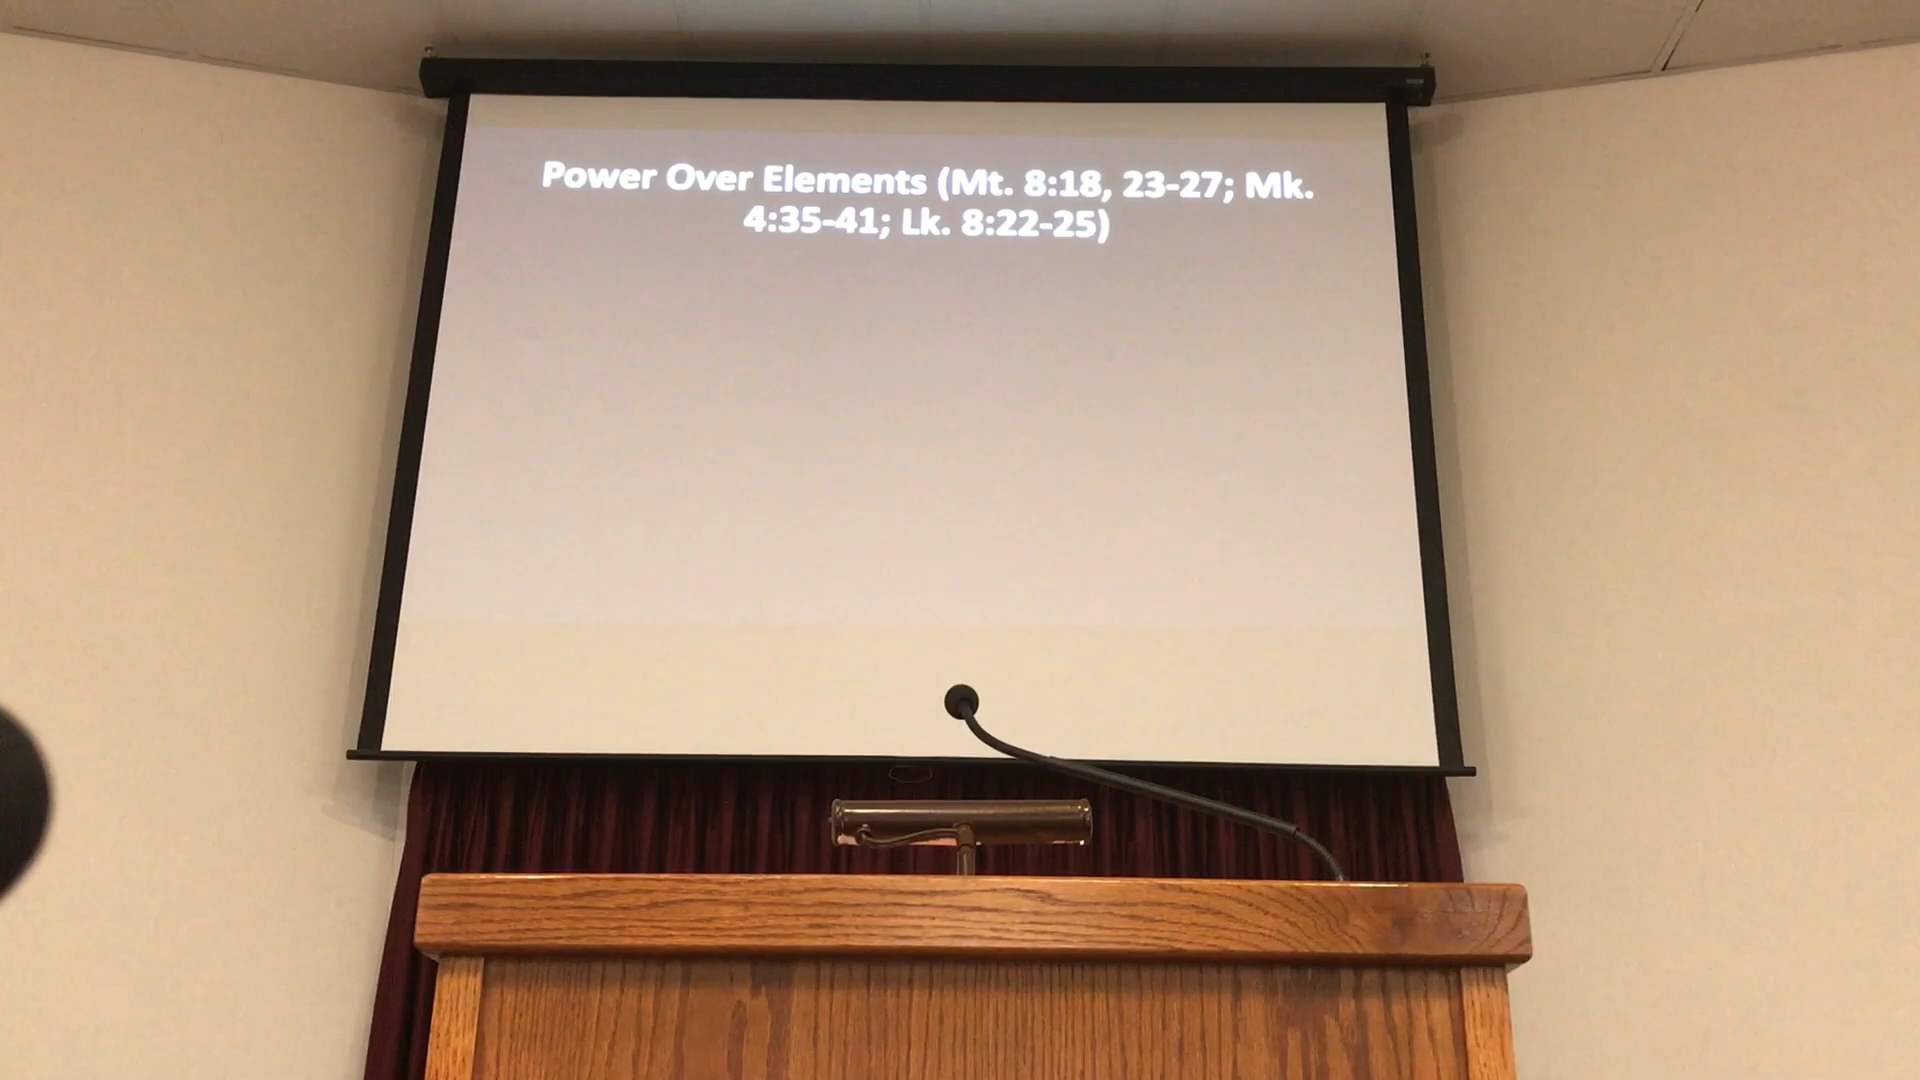 Power Over Elements (Mt. 8:18, 23-27; Mk.
4:35-41; Lk. 8:22-25)